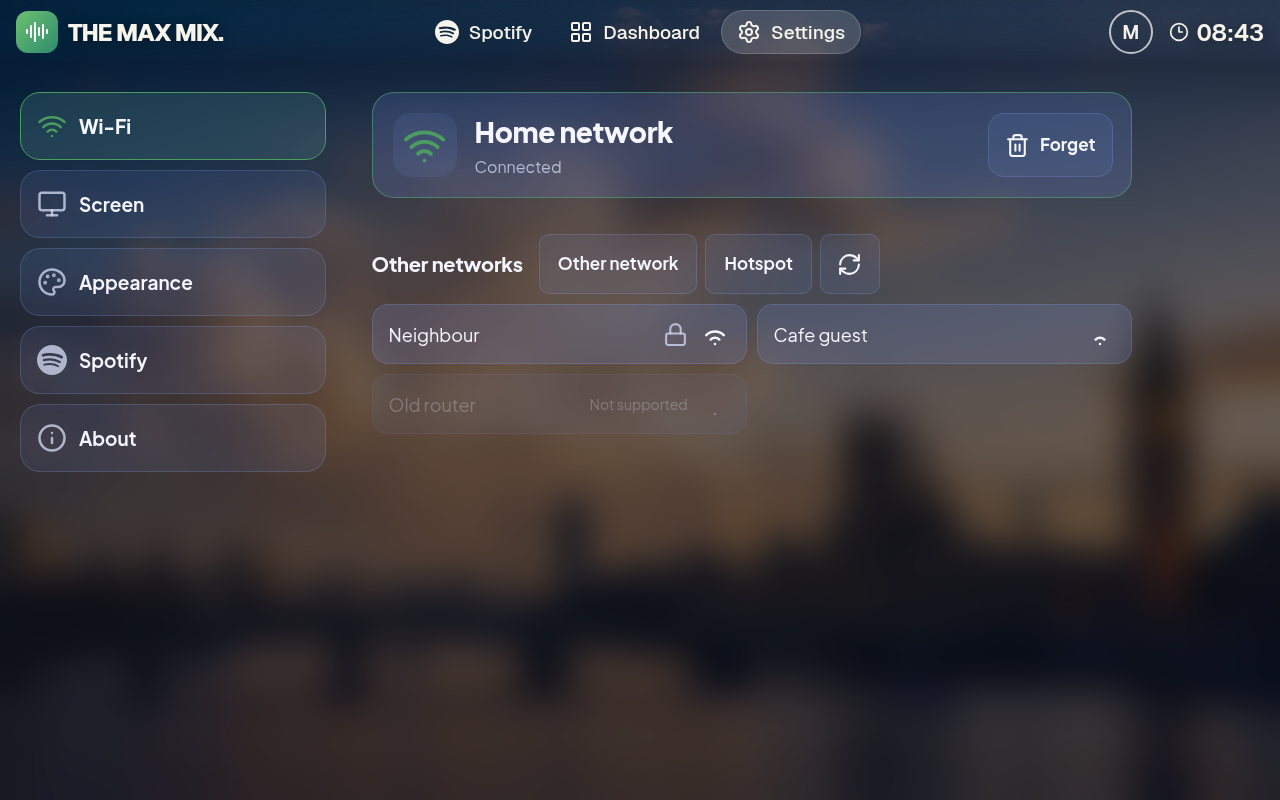 THE MAX MIX.
Spotify
Dashboard
Settings
M
08:43
Wi-Fi
Screen
Appearance
Spotify
About
Home network
Connected
Forget
Other networks
Other network
Hotspot
Neighbour
Cafe guest
Old router
Not supported